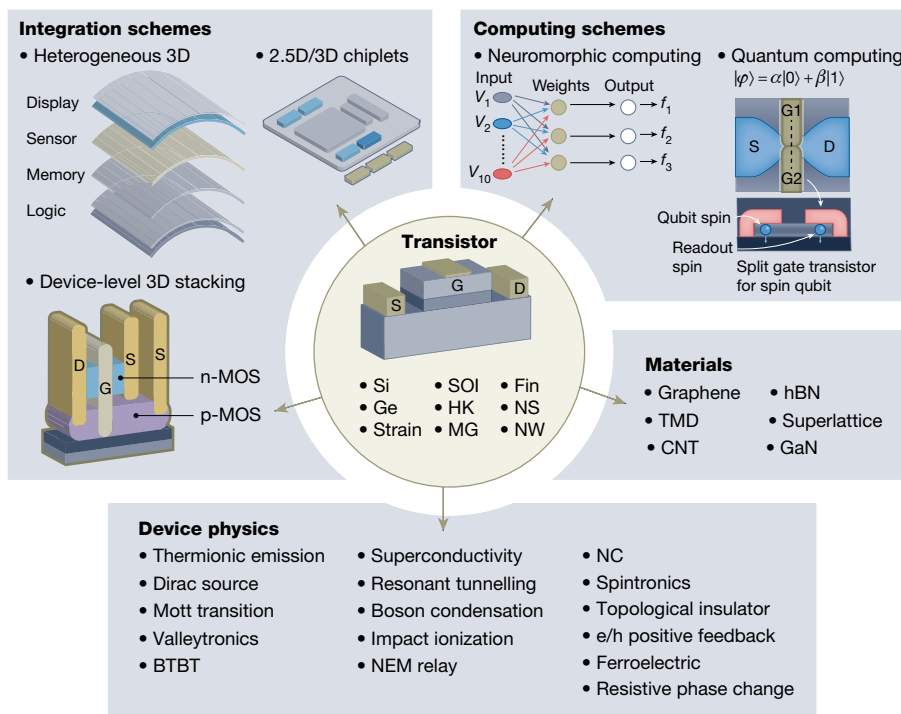 Integration schemes
• Heterogeneous 3D
• 2.5D/3D chiplets
Display
Sensor
Memory
Logic
• Device-level 3D stacking
D
G
S
S
n-MOS
p-MOS
Computing schemes
• Neuromorphic computing
Input
Weights
Output
V1
V2
V10
f1
f2
f3
• Quantum computing
|φ⟩ = α|0⟩ + β|1⟩
G1
S
D
G2
Qubit spin
Readout
spin
Split gate transistor
for spin qubit
Transistor
S
G
D
• Si
• Ge
• Strain
• SOI
• HK
• MG
• Fin
• NS
• NW
Materials
• Graphene
• TMD
• CNT
• hBN
• Superlattice
• GaN
Device physics
• Thermionic emission
• Dirac source
• Mott transition
• Valleytronics
• BTBT
• Superconductivity
• Resonant tunnelling
• Boson condensation
• Impact ionization
• NEM relay
• NC
• Spintronics
• Topological insulator
• e/h positive feedback
• Ferroelectric
• Resistive phase change